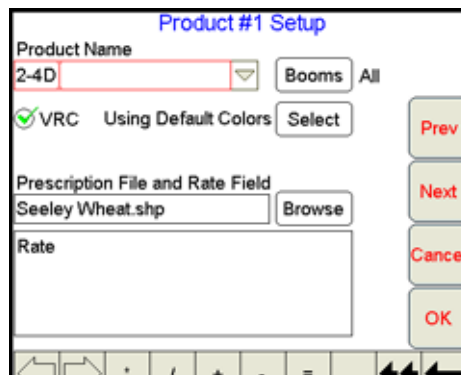 Product #1 Setup
Product Name
2-4D
Booms All
VRC Using Default Colors Select
Prev
Prescription File and Rate Field
Next
Seeley Wheat.shp Browse
Rate
Cance
OK